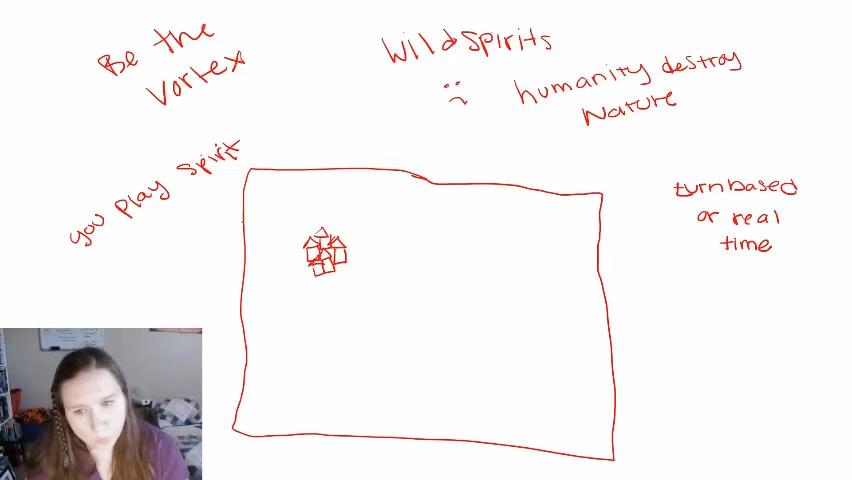 Be the
vortex
Wildspirits
humanity destroy
Nature
you play spirit
turnbased
or real
time